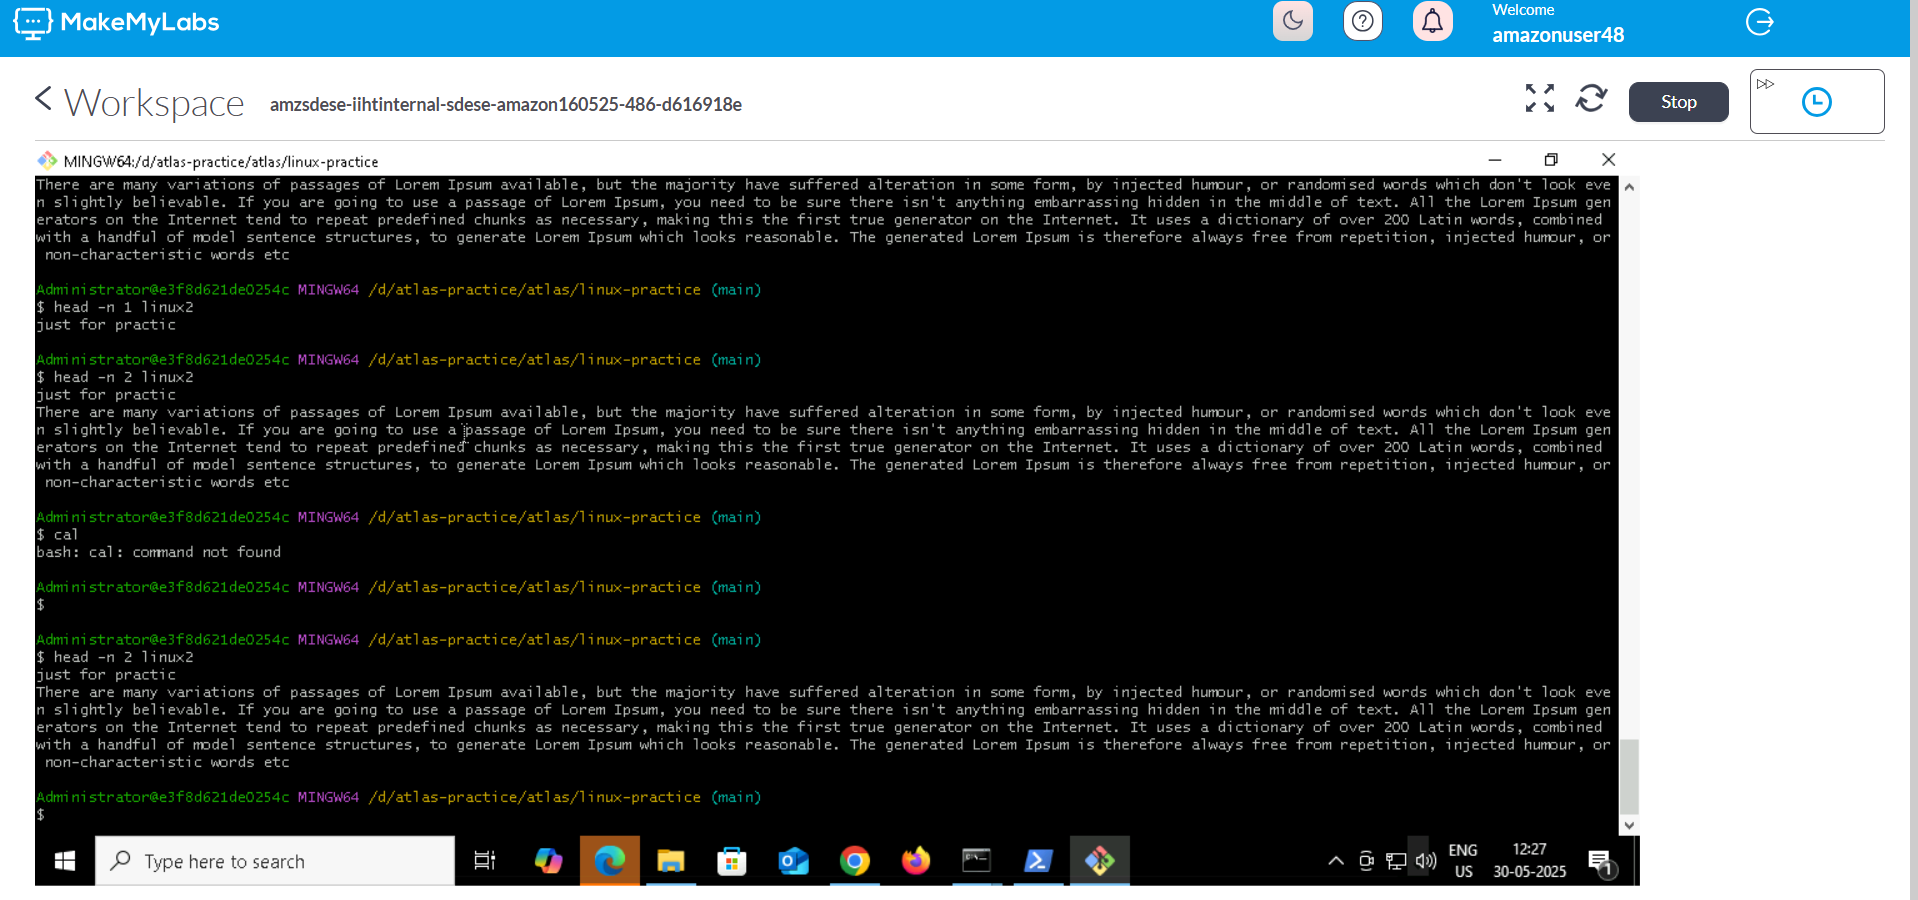 MakeMyLabs
Welcome
amazonuser48
Workspace
amzsdese-iihtinternal-sdese-amazon160525-486-d616918e
Stop
MINGW64:/d/atlas-practice/atlas/linux-practice
There are many variations of passages of Lorem Ipsum available, but the majority have suffered alteration in some form, by injected humour, or randomised words which don't look eve
n slightly believable. If you are going to use a passage of Lorem Ipsum, you need to be sure there isn't anything embarrassing hidden in the middle of text. All the Lorem Ipsum gen
erators on the Internet tend to repeat predefined chunks as necessary, making this the first true generator on the Internet. It uses a dictionary of over 200 Latin words, combined
with a handful of model sentence structures, to generate Lorem Ipsum which looks reasonable. The generated Lorem Ipsum is therefore always free from repetition, injected humour, or
non-characteristic words etc
Administrator@e3f8d621de0254c MINGW64 /d/atlas-practice/atlas/linux-practice (main)
$ head -n 1 linux2
just for practic
Administrator@e3f8d621de0254c MINGW64 /d/atlas-practice/atlas/linux-practice (main)
$ head -n 2 linux2
just for practic
There are many variations of passages of Lorem Ipsum available, but the majority have suffered alteration in some form, by injected humour, or randomised words which don't look eve
n slightly believable. If you are going to use a passage of Lorem Ipsum, you need to be sure there isn't anything embarrassing hidden in the middle of text. All the Lorem Ipsum gen
erators on the Internet tend to repeat predefined chunks as necessary, making this the first true generator on the Internet. It uses a dictionary of over 200 Latin words, combined
with a handful of model sentence structures, to generate Lorem Ipsum which looks reasonable. The generated Lorem Ipsum is therefore always free from repetition, injected humour, or
non-characteristic words etc
Administrator@e3f8d621de0254c MINGW64 /d/atlas-practice/atlas/linux-practice (main)
$ cal
bash: cal: command not found
Administrator@e3f8d621de0254c MINGW64 /d/atlas-practice/atlas/linux-practice (main)
$
Administrator@e3f8d621de0254c MINGW64 /d/atlas-practice/atlas/linux-practice (main)
$ head -n 2 linux2
just for practic
There are many variations of passages of Lorem Ipsum available, but the majority have suffered alteration in some form, by injected humour, or randomised words which don't look eve
n slightly believable. If you are going to use a passage of Lorem Ipsum, you need to be sure there isn't anything embarrassing hidden in the middle of text. All the Lorem Ipsum gen
erators on the Internet tend to repeat predefined chunks as necessary, making this the first true generator on the Internet. It uses a dictionary of over 200 Latin words, combined
with a handful of model sentence structures, to generate Lorem Ipsum which looks reasonable. The generated Lorem Ipsum is therefore always free from repetition, injected humour, or
non-characteristic words etc
Administrator@e3f8d621de0254c MINGW64 /d/atlas-practice/atlas/linux-practice (main)
$
Type here to search
ENG
US
12:27
30-05-2025
1